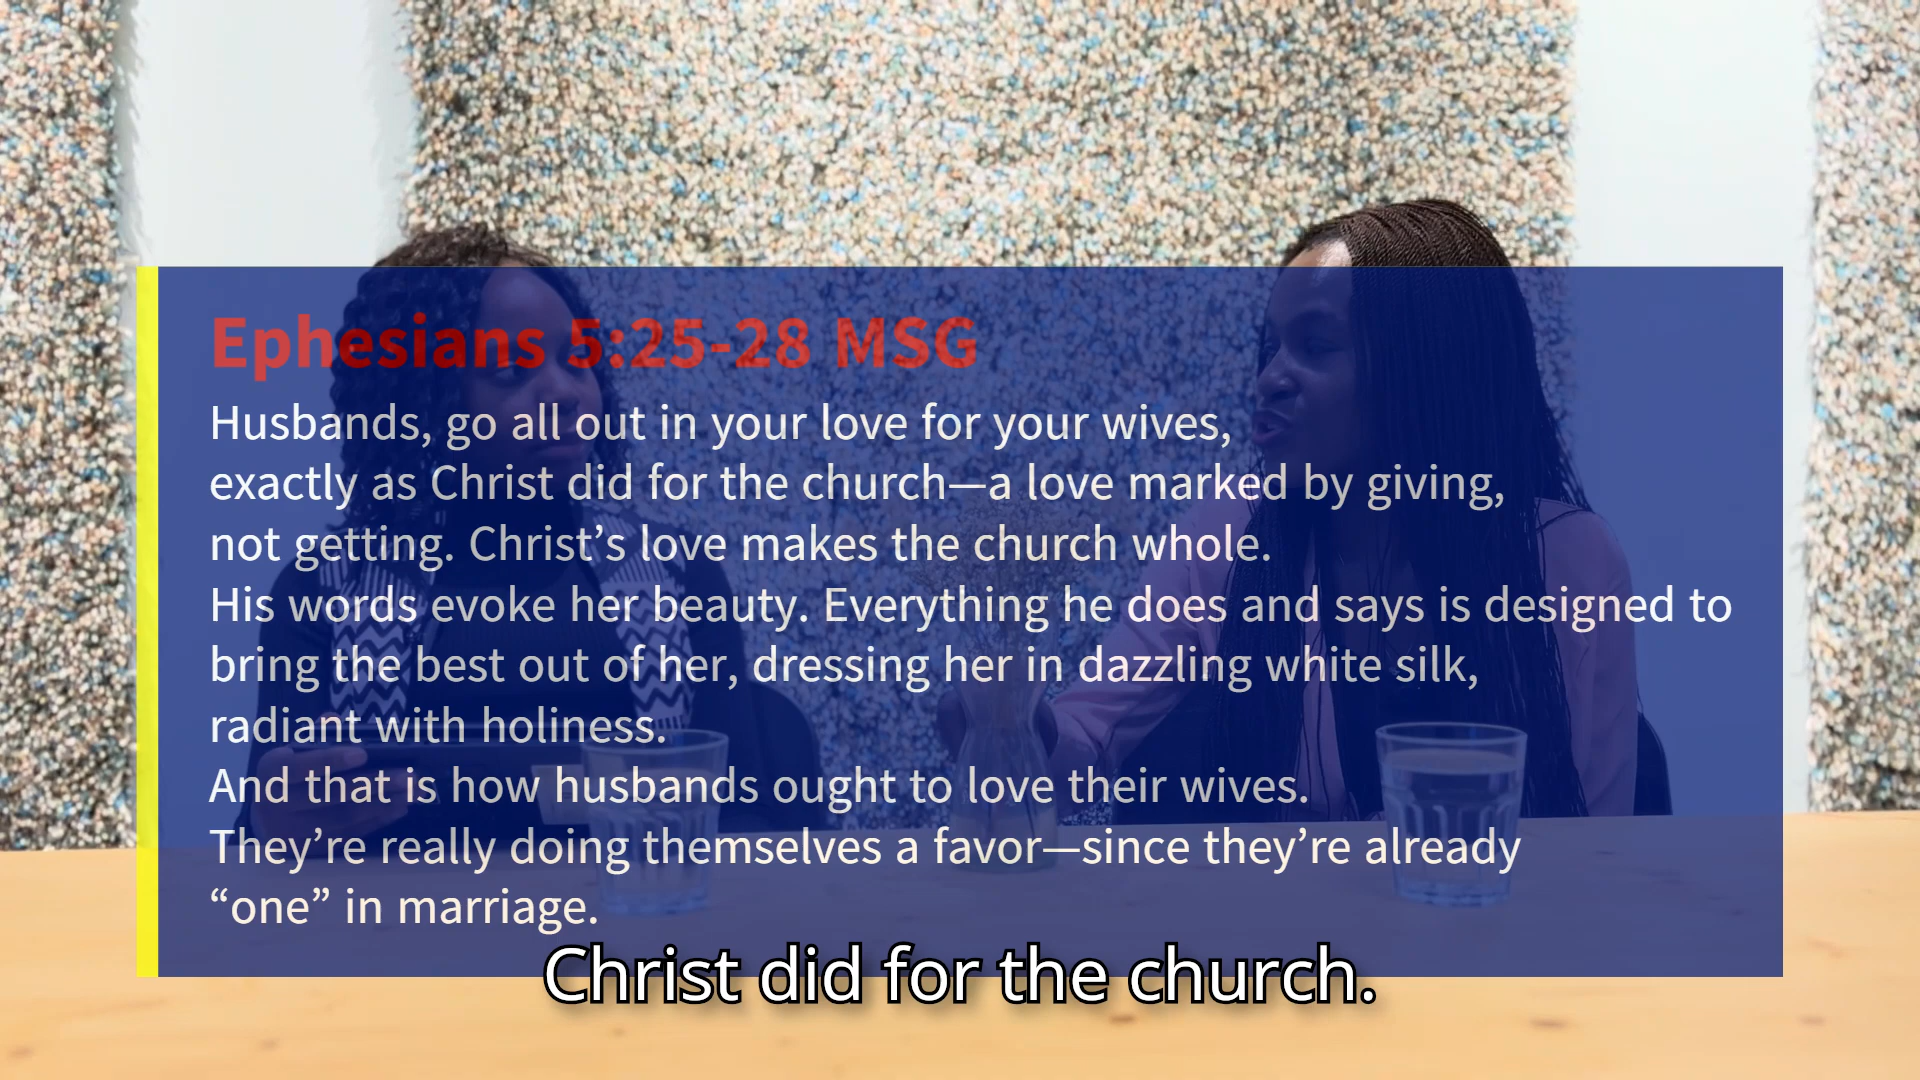 Ephesians 5:25-28 MSG
Husbands, go all out in your love for your wives,
exactly as Christ did for the church—a love marked by giving,
not getting. Christ’s love makes the church whole.
His words evoke her beauty. Everything he does and says is designed to
bring the best out of her, dressing her in dazzling white silk,
radiant with holiness.
And that is how husbands ought to love their wives.
They’re really doing themselves a favor—since they’re already
“one” in marriage.
Christ did for the church.